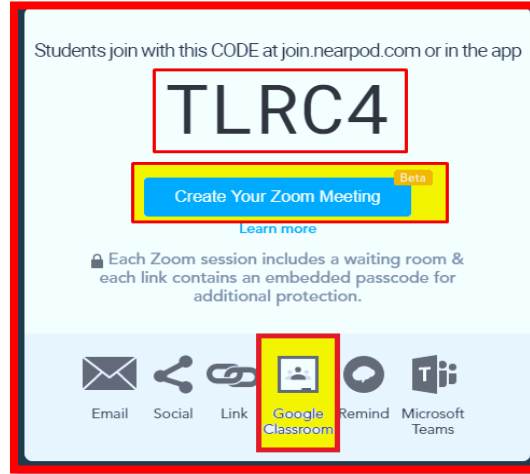 Students join with this CODE at join.nearpod.com or in the app
TLRC4
Beta
Create Your Zoom Meeting
Learn more
Each Zoom session includes a waiting room &
each link contains an embedded passcode for
additional protection.
Email Social Link Google Classroom Remind Microsoft Teams